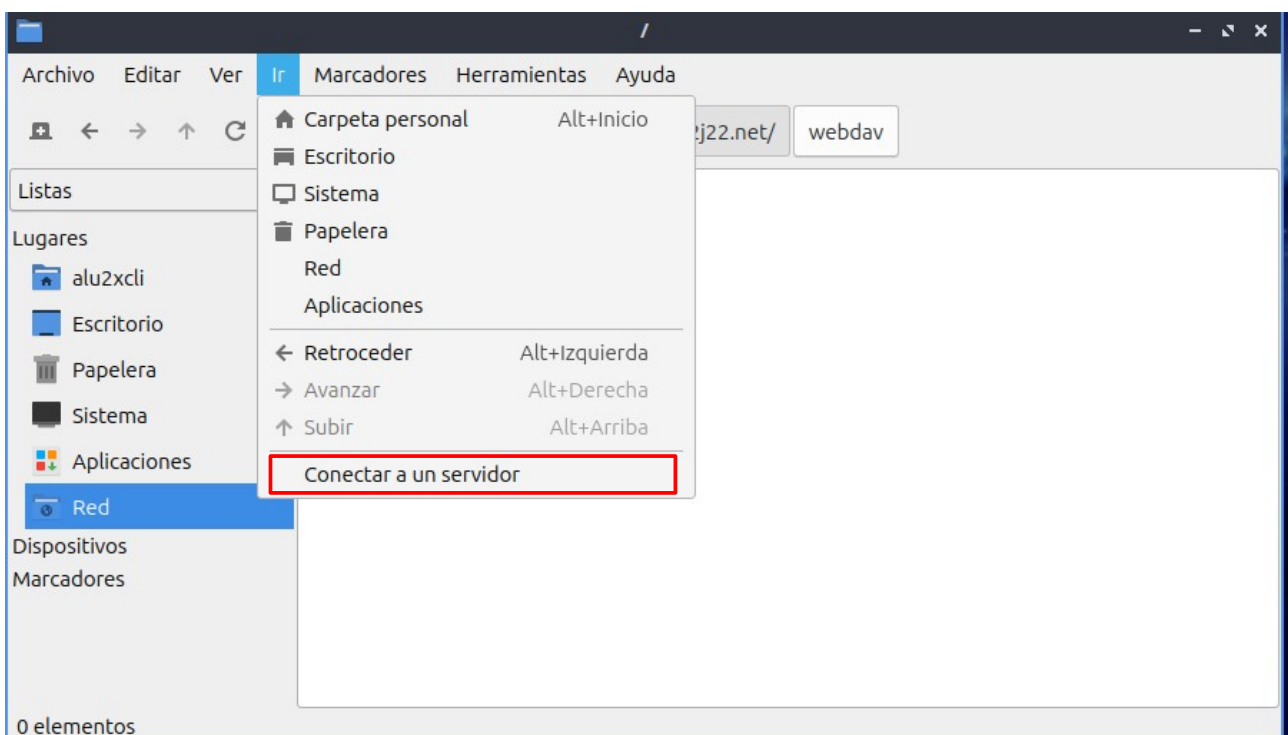 /
Archivo Editar Ver Ir Marcadores Herramientas Ayuda
j22.net/ webdav
Carpeta personal Alt+Inicio
Escritorio
Sistema
Papelera
Red
Aplicaciones
Retroceder Alt+Izquierda
Avanzar Alt+Derecha
Subir Alt+Arriba
Conectar a un servidor
Listas
Lugares
alu2xcli
Escritorio
Papelera
Sistema
Aplicaciones
Red
Dispositivos
Marcadores
0 elementos